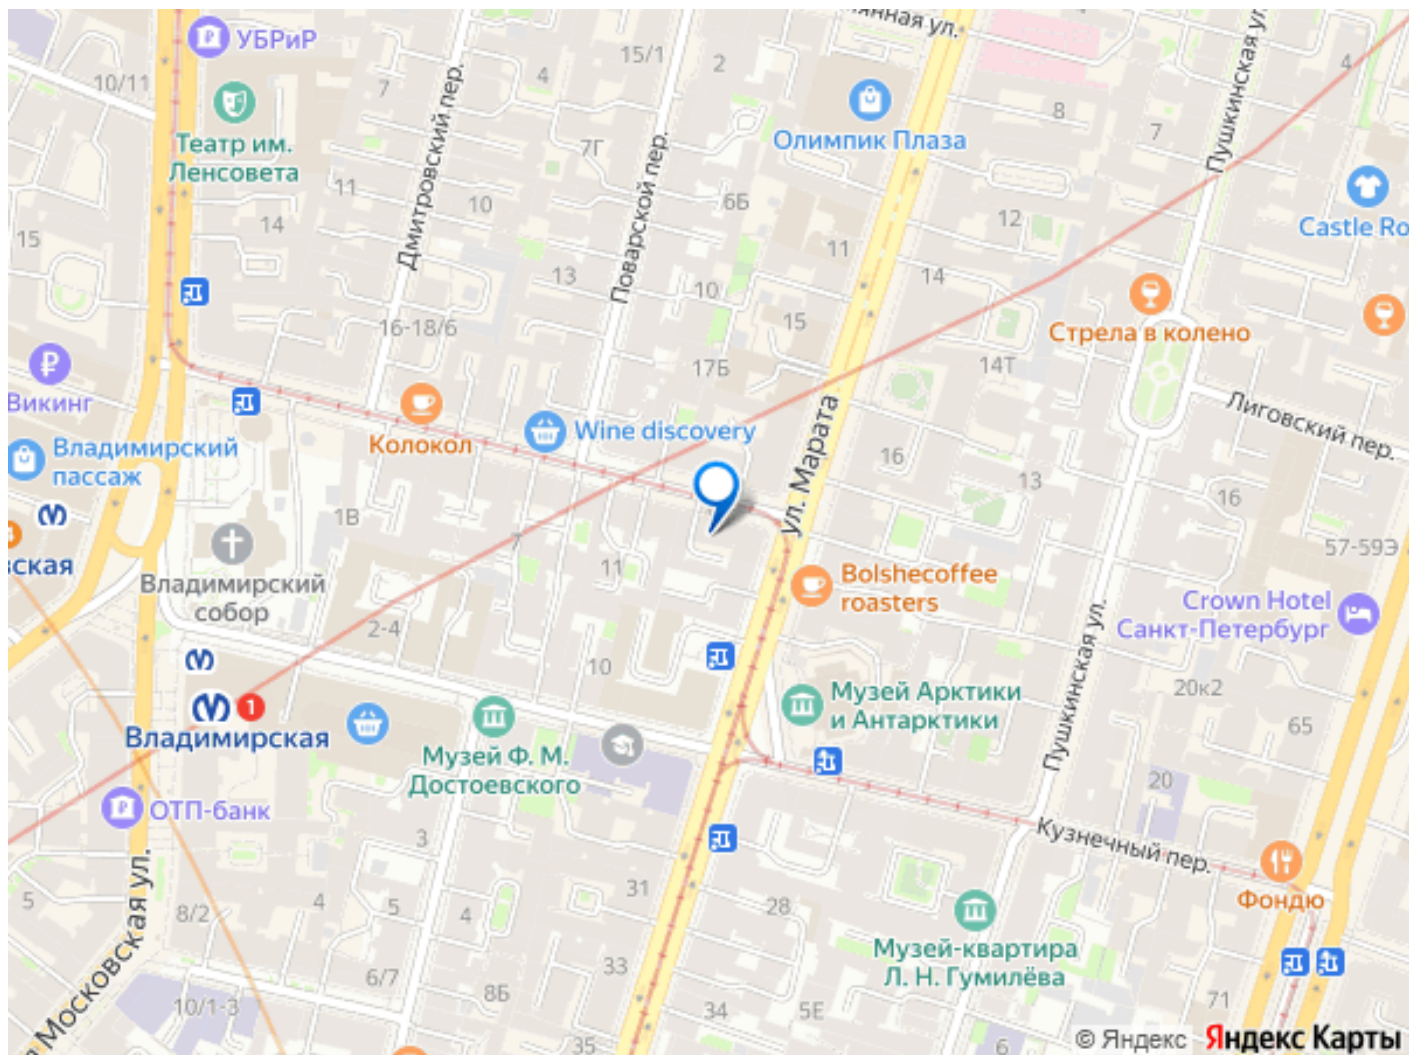 янная ул.
УБРиР
15/1
2
4
7
10/11
4
8
7
Пушкинская ул.
Дмитровский пер.
Поварской пер.
Театр им.
Ленсовета
7Г
Олимпик Плаза
11
10
6Б
12
Castle Ro
15
14
13
11
14
10
15
16-18/6
Стрела в колено
14Т
17Б
Викинг
Колокол
Wine discovery
ул. Марата
Лиговский пер.
Владимирский
пассаж
16
13
16
1В
7
57-59Э
вская
Владимирский
собор
11
Bolshecoffee
roasters
Crown Hotel
Санкт-Петербург
2-4
10
Пушкинская ул.
20к2
Музей Арктики
и Антарктики
1
Владимирская
65
Музей Ф. М.
Достоевского
20
ОТП-банк
3
Кузнечный пер.
31
5
8/2
4
5
4
28
Фондю
Музей-квартира
Л. Н. Гумилёва
Московская ул.
6/7
33
8Б
10/1-3
34
5Е
71
35
6
© Яндекс
Яндекс Карты